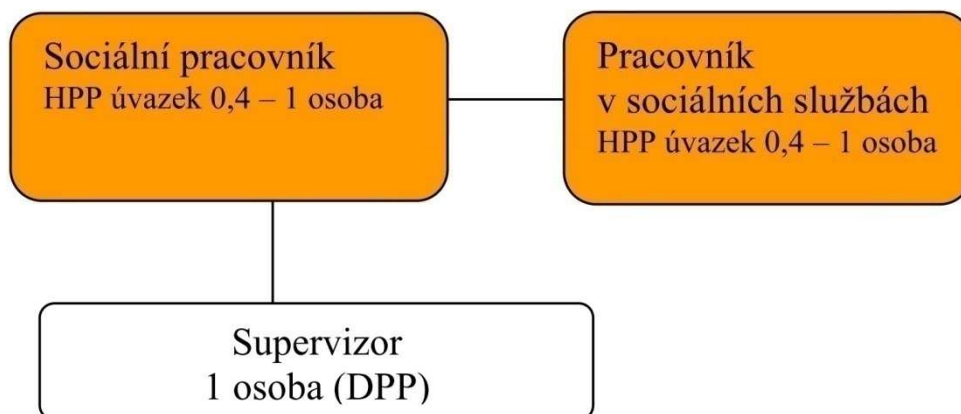 Sociální pracovník
HPP úvazek 0,4 – 1 osoba
Pracovník
v sociálních službách
HPP úvazek 0,4 – 1 osoba
Supervizor
1 osoba (DPP)